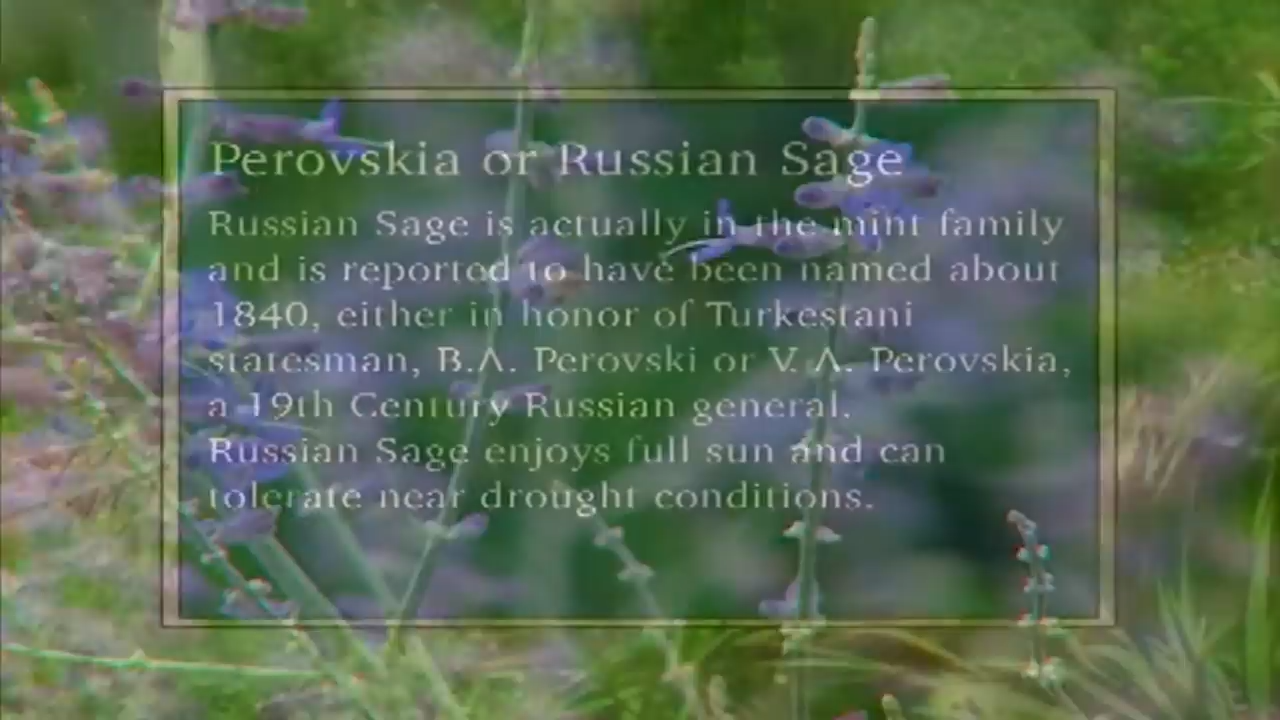 Perovskia or Russian Sage
Russian Sage is actually in the mint family
and is reported to have been named about
1840, either in honor of Turkestani
statesman, B.A. Perovski or V. A. Perovskia,
a 19th Century Russian general.
Russian Sage enjoys full sun and can
tolerate near drought conditions.